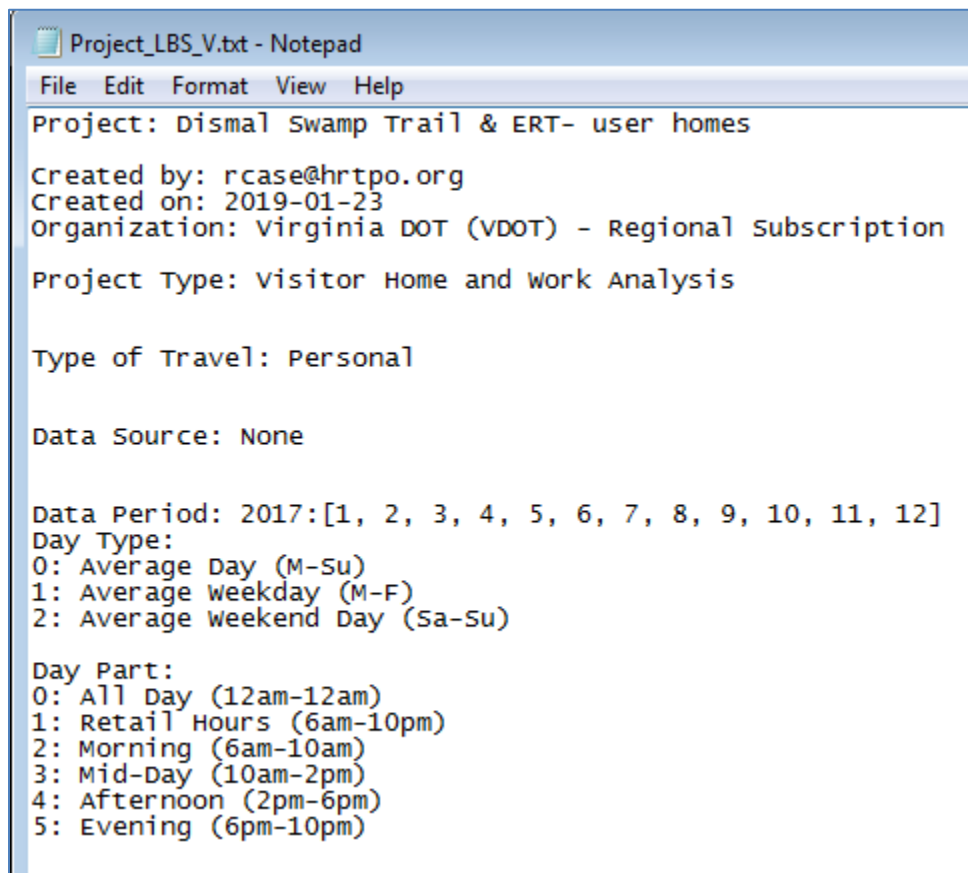 Project_LBS_V.txt - Notepad
File Edit Format View Help
Project: Dismal Swamp Trail & ERT- user homes
Created by: rcase@hrtpo.org
Created on: 2019-01-23
Organization: Virginia DOT (VDOT) - Regional Subscription
Project Type: Visitor Home and Work Analysis
Type of Travel: Personal
Data Source: None
Data Period: 2017:[1, 2, 3, 4, 5, 6, 7, 8, 9, 10, 11, 12]
Day Type:
0: Average Day (M-Su)
1: Average Weekday (M-F)
2: Average Weekend Day (Sa-Su)
Day Part:
0: All Day (12am-12am)
1: Retail Hours (6am-10pm)
2: Morning (6am-10am)
3: Mid-Day (10am-2pm)
4: Afternoon (2pm-6pm)
5: Evening (6pm-10pm)